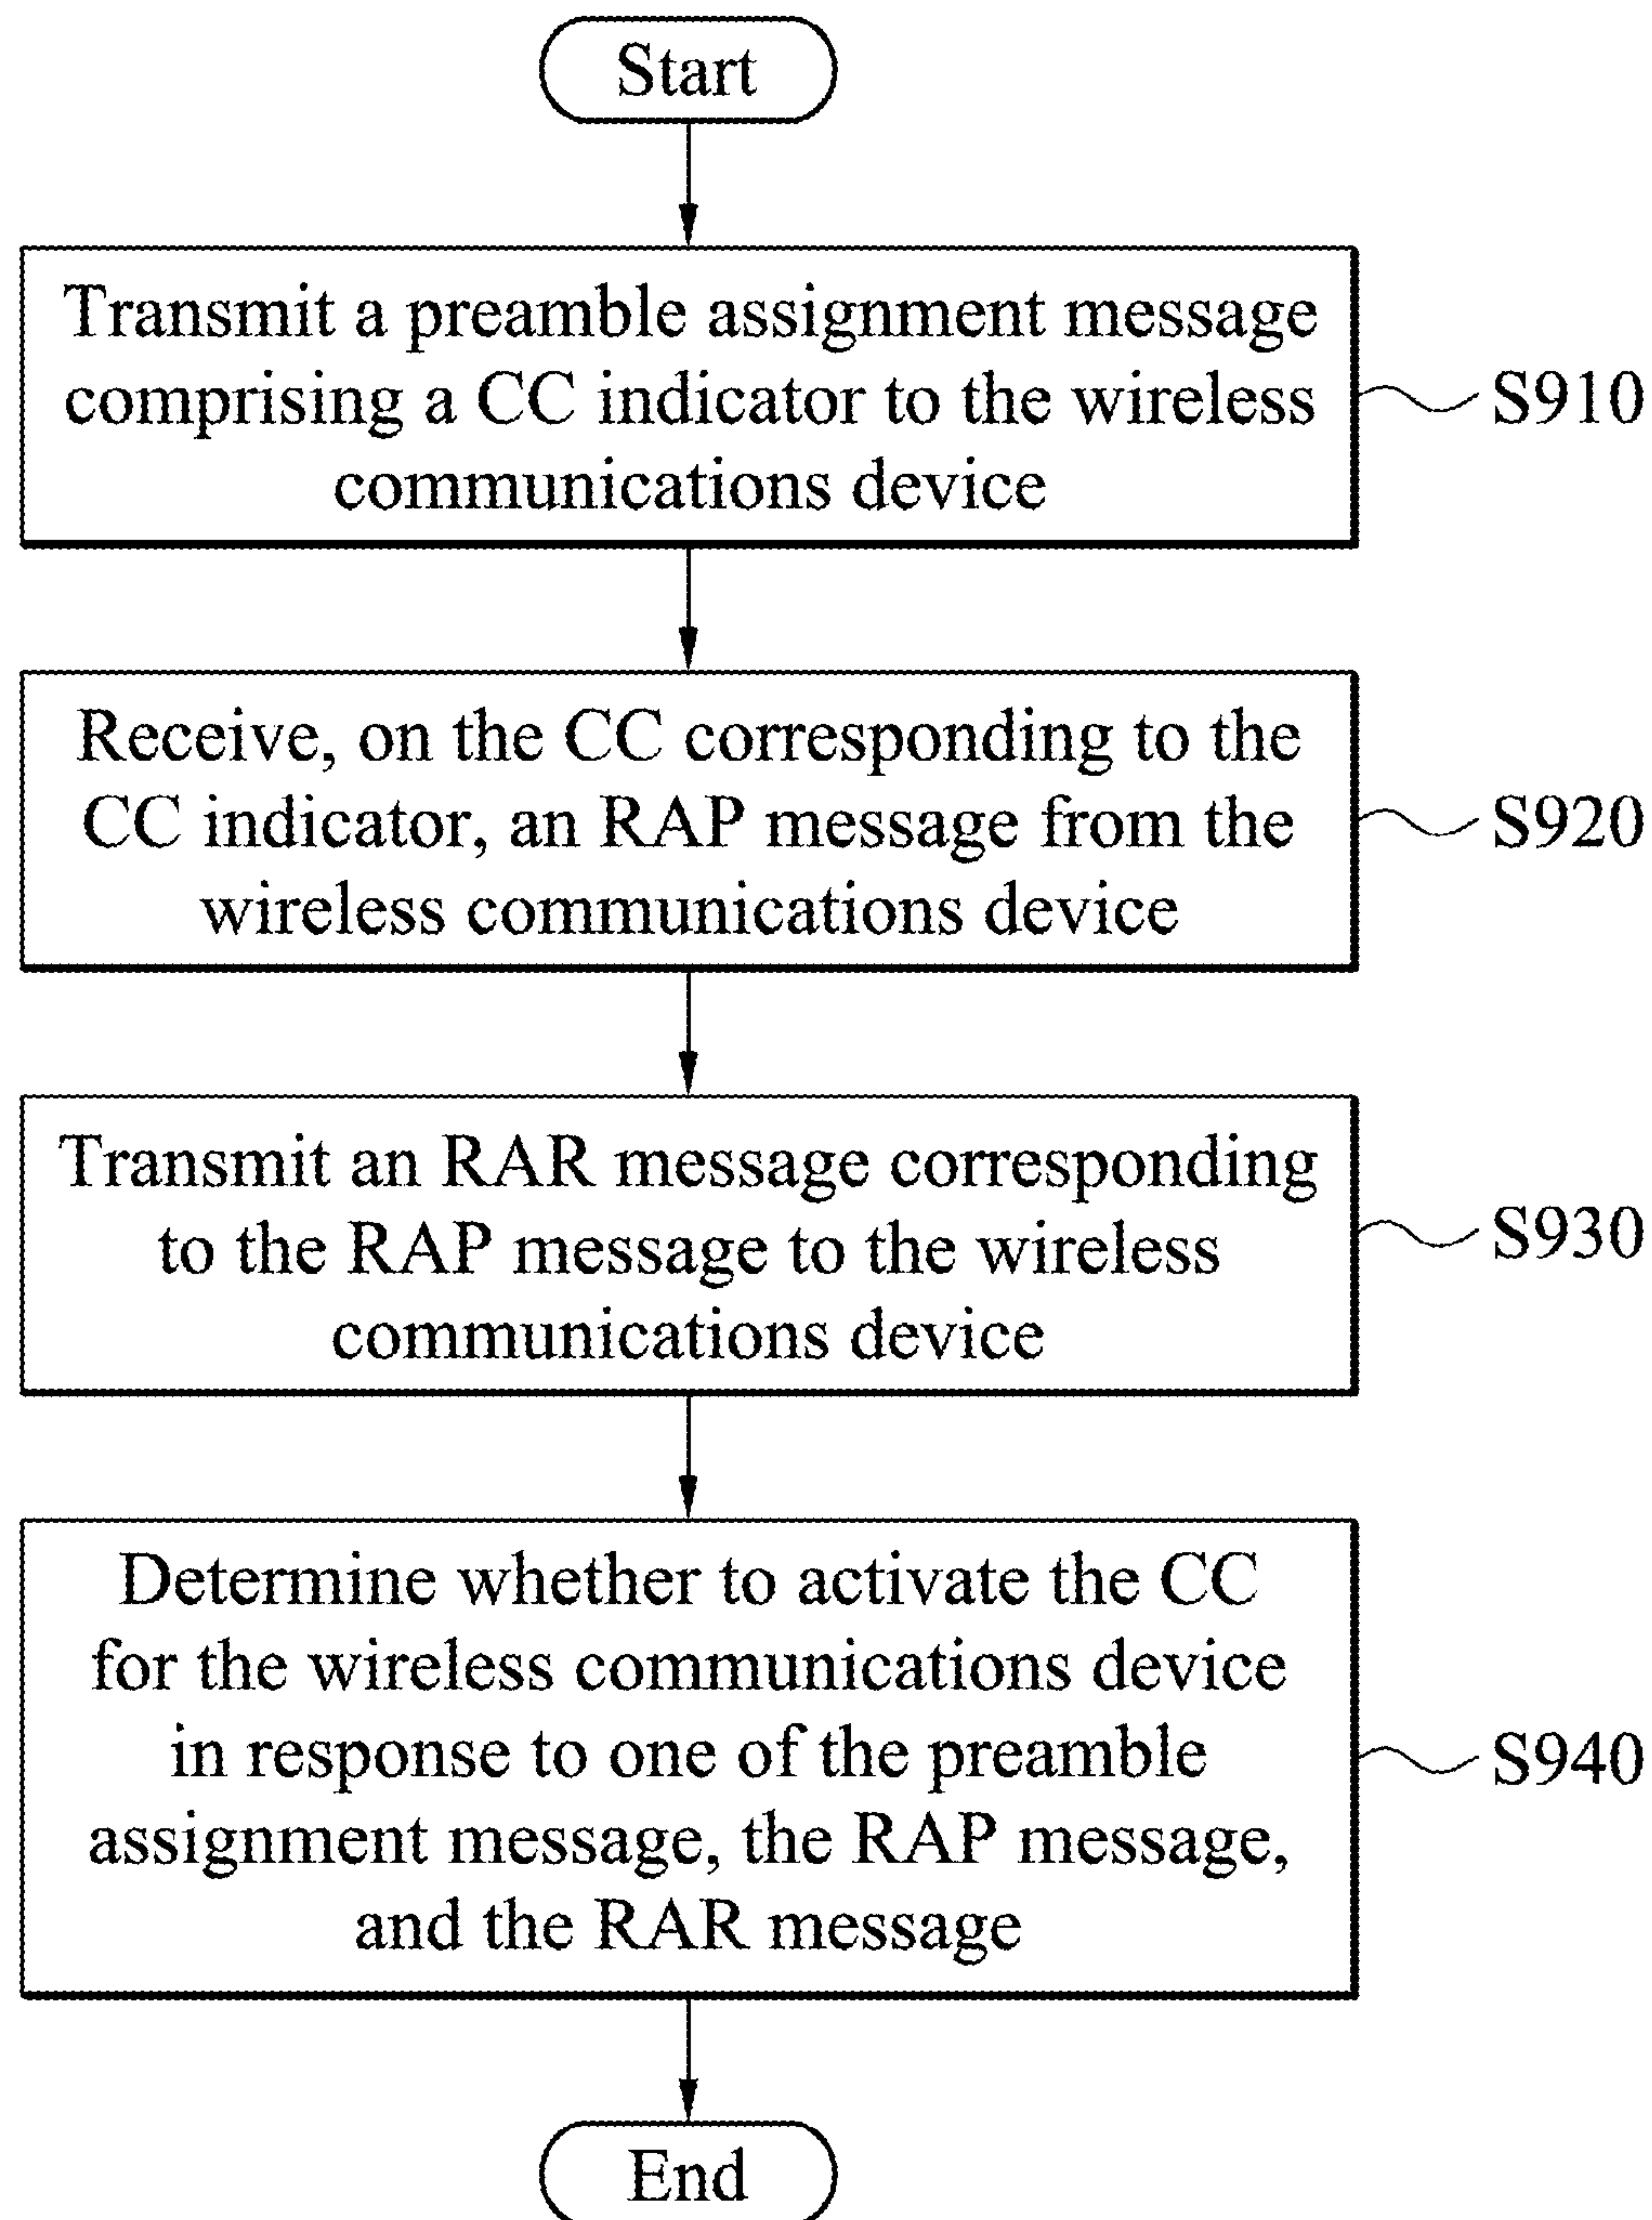 Start
Transmit a preamble assignment message
comprising a CC indicator to the wireless
communications device
S910
Receive, on the CC corresponding to the
CC indicator, an RAP message from the
wireless communications device
S920
Transmit an RAR message corresponding
to the RAP message to the wireless
communications device
S930
Determine whether to activate the CC
for the wireless communications device
in response to one of the preamble
assignment message, the RAP message,
and the RAR message
S940
End